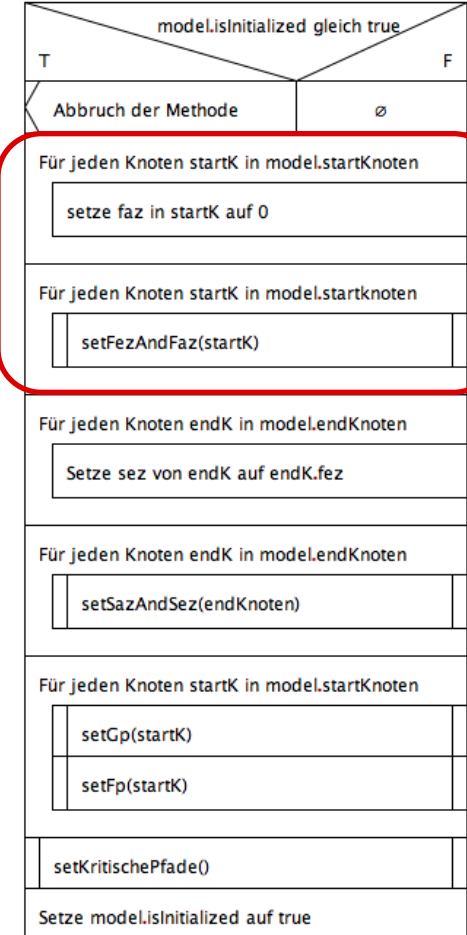 model.isInitialized gleich true
T
F
Abbruch der Methode
ø
Für jeden Knoten startK in model.startKnoten
setze faz in startK auf 0
Für jeden Knoten startK in model.startknoten
setFezAndFaz(startK)
Für jeden Knoten endK in model.endKnoten
Setze sez von endK auf endK.fez
Für jeden Knoten endK in model.endKnoten
setSazAndSez(endKnoten)
Für jeden Knoten startK in model.startKnoten
setGp(startK)
setFp(startK)
setKritischePfade()
Setze model.isInitialized auf true